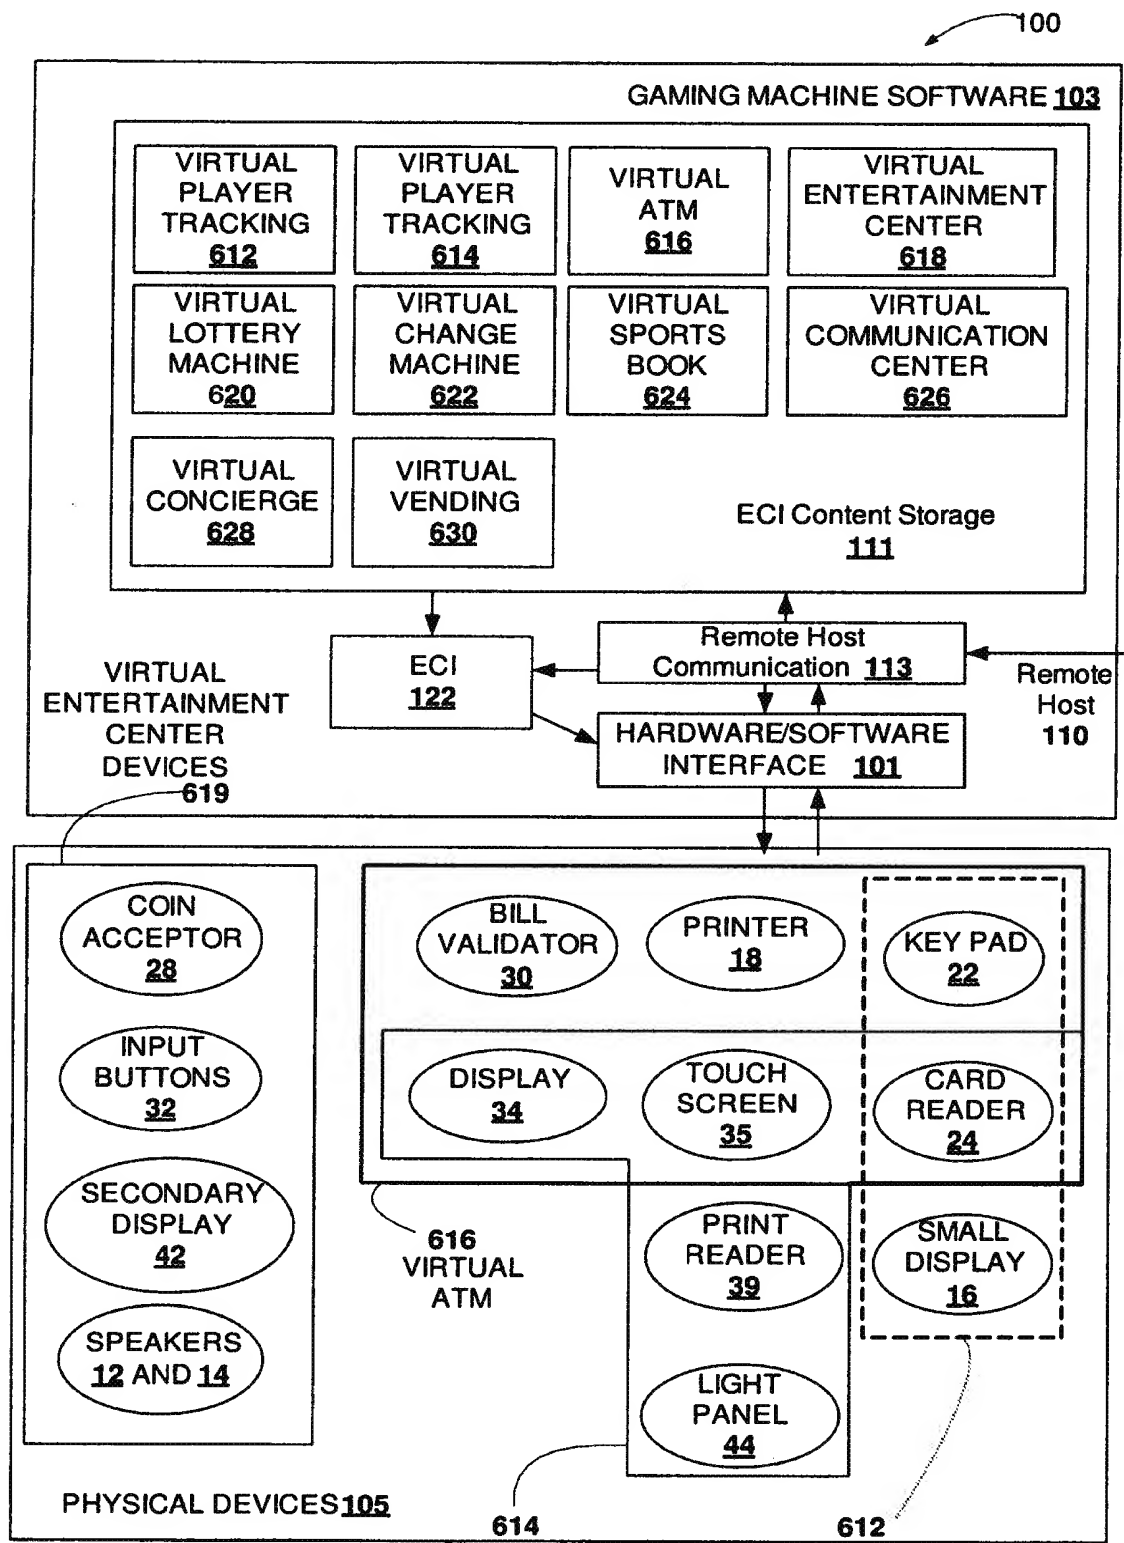 100
GAMING MACHINE SOFTWARE 103
VIRTUAL
PLAYER
TRACKING
612
VIRTUAL
PLAYER
TRACKING
614
VIRTUAL
ATM
616
VIRTUAL
ENTERTAINMENT
CENTER
618
VIRTUAL
LOTTERY
MACHINE
620
VIRTUAL
CHANGE
MACHINE
622
VIRTUAL
SPORTS
BOOK
624
VIRTUAL
COMMUNICATION
CENTER
626
VIRTUAL
CONCIERGE
628
VIRTUAL
VENDING
630
ECI Content Storage
111
ECI
122
Remote Host
Communication 113
Remote
Host
110
HARDWARE/SOFTWARE
INTERFACE 101
VIRTUAL
ENTERTAINMENT
CENTER
DEVICES
619
COIN
ACCEPTOR
28
BILL
VALIDATOR
30
PRINTER
18
KEY PAD
22
INPUT
BUTTONS
32
DISPLAY
34
TOUCH
SCREEN
35
CARD
READER
24
SECONDARY
DISPLAY
42
616
VIRTUAL
ATM
PRINT
READER
39
SMALL
DISPLAY
16
SPEAKERS
12 AND 14
LIGHT
PANEL
44
PHYSICAL DEVICES 105
614
612